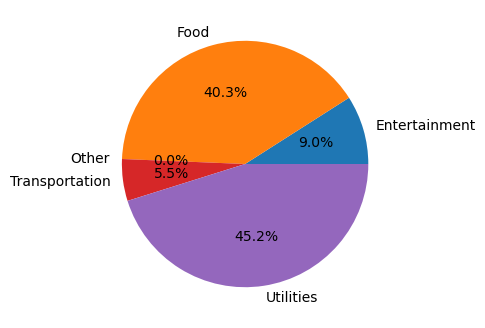 Food
40.3%
Entertainment
9.0%
Other
0.0%
5.5%
Transportation
45.2%
Utilities